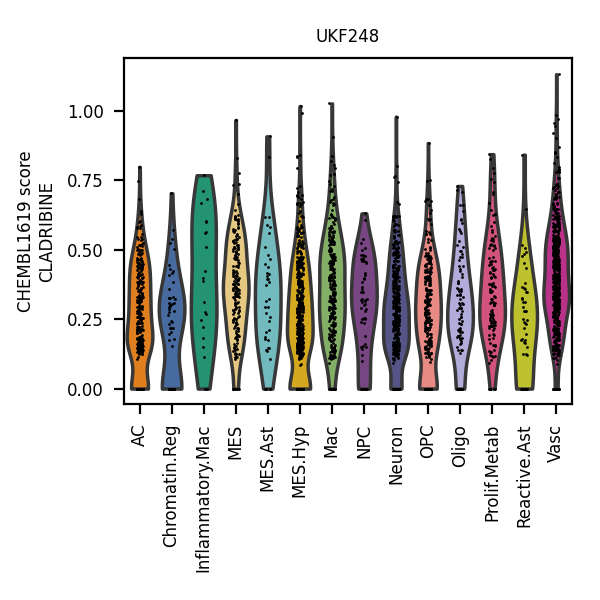 UKF248
CHEMBL1619 score
CLADRIBINE
1.00
0.75
0.50
0.25
0.00
AC
Chromatin.Reg
Inflammatory.Mac
MES
MES.Ast
MES.Hyp
Mac
NPC
Neuron
OPC
Oligo
Prolif.Metab
Reactive.Ast
Vasc